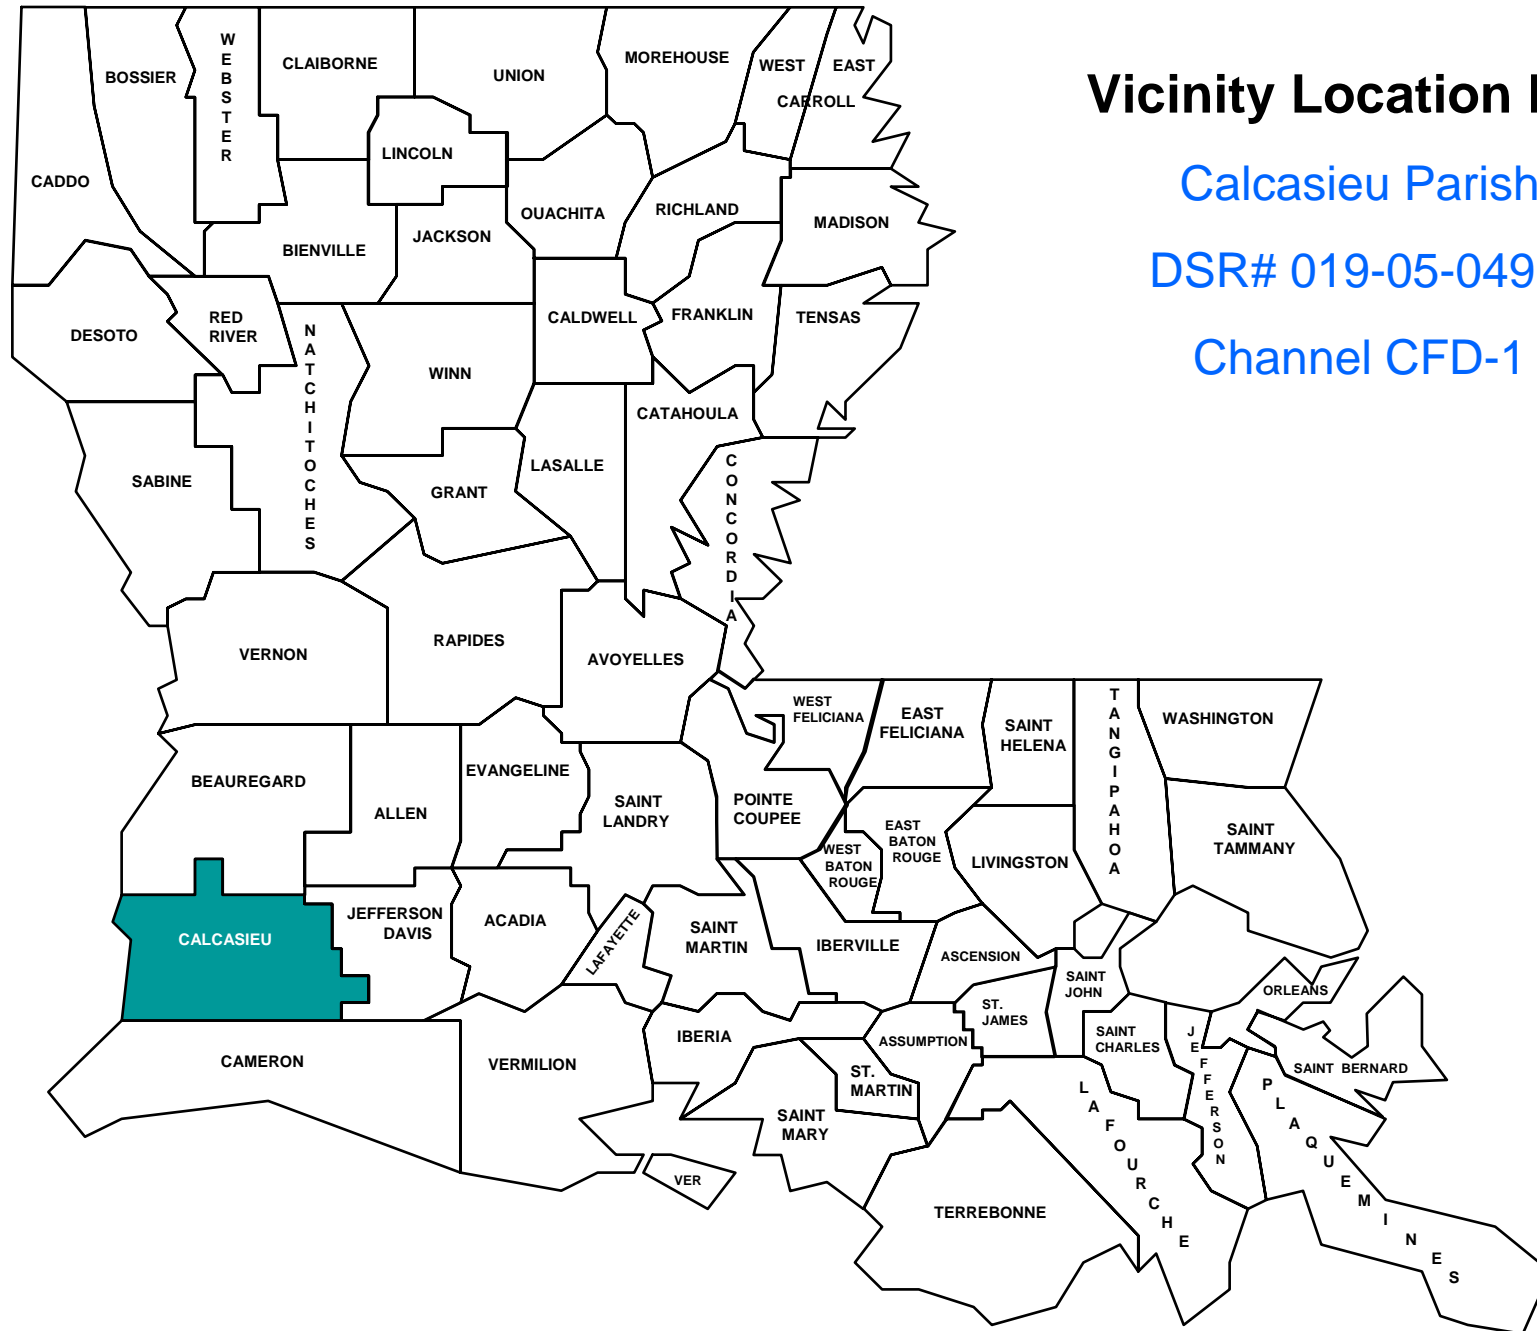 Vicinity Location
Calcasieu Parish
DSR# 019-05-049
Channel CFD-1
WEBSTER
CLAIBORNE
UNION
MOREHOUSE
WEST
EAST
CARROLL
BOSSIER
LINCOLN
CADDO
OUACHITA
RICHLAND
MADISON
BIENVILLE
JACKSON
DESOTO
RED
RIVER
NATCHITOCHES
CALDWELL
FRANKLIN
TENSAS
WINN
CATAHOULA
SABINE
GRANT
LASALLE
CONCORDIA
VERNON
RAPIDES
AVOYELLES
WEST
FELICIANA
EAST
FELICIANA
SAINT
HELENA
TANGIPAHOA
WASHINGTON
BEAUREGARD
ALLEN
EVANGELINE
SAINT
LANDRY
POINTE
COUPEE
WEST
BATON
ROUGE
EAST
BATON
ROUGE
LIVINGSTON
SAINT
TAMMANY
CALCASIEU
JEFFERSON
DAVIS
ACADIA
LAFAYETTE
SAINT
MARTIN
IBERVILLE
ASCENSION
SAINT
JOHN
ORLEANS
CAMERON
VERMILION
IBERIA
ST.
MARTIN
ASSUMPTION
ST.
JAMES
SAINT
CHARLES
JEFFERSON
SAINT BERNARD
PLAQUEMINES
SAINT
MARY
LAFOURCHE
VER
TERREBONNE